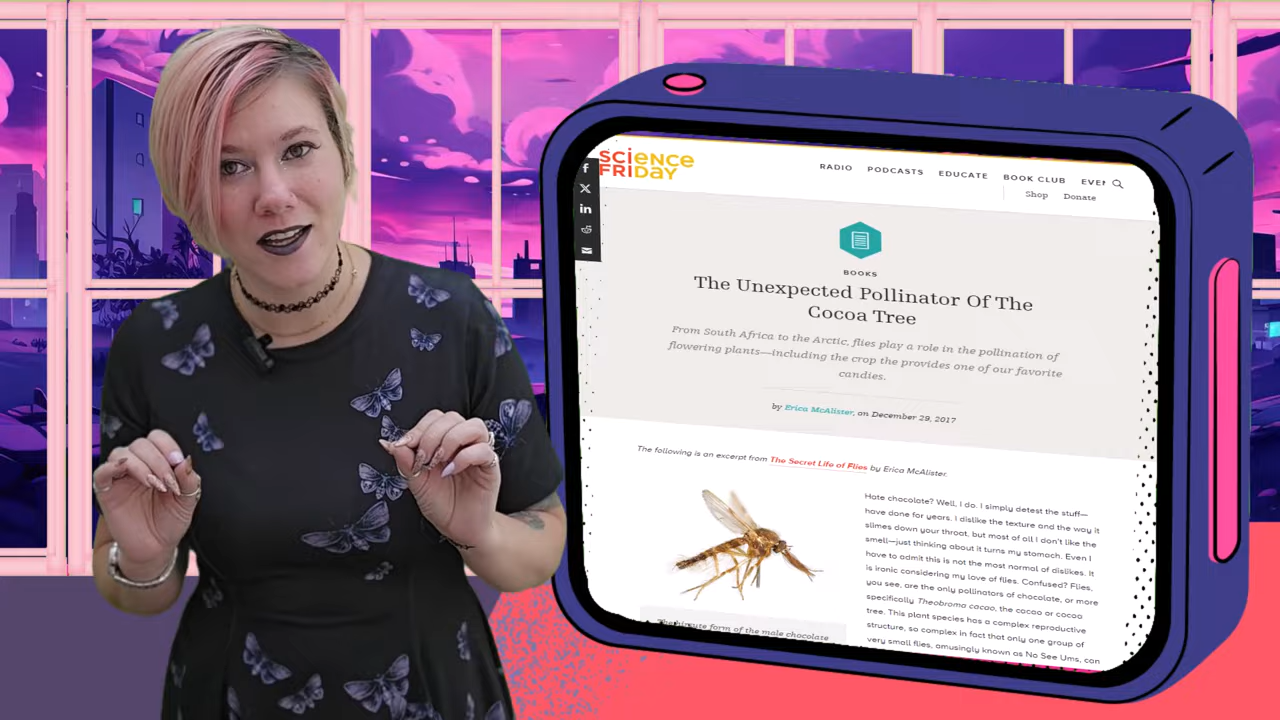 SCIENCE
FRIDAY
RADIO PODCASTS EDUCATE BOOK CLUB
Shop Donate
BOOKS
The Unexpected Pollinator Of The
Cocoa Tree
From South Africa to the Arctic, flies play a role in the pollination of
flowering plants—including the crop the provides one of our favorite
candies.
by Erica McAlister, on December 29, 2017
The following is an excerpt from The Secret Life of Flies by Erica McAlister.
Hate chocolate? Well, I do. I simply detest the stuff—
have done for years. I dislike the texture and the way it
slimes down your throat, but most of all I don't like the
smell—just thinking about it turns my stomach. Even I
have to admit this is not the most normal of dislikes. It
is ironic considering my love of flies. Confused? Flies,
you see, are the only pollinators of chocolate, or more
specifically Theobroma cacao, the cocoa or cocoa
tree. This plant species has a complex reproductive
structure, so complex in fact that only one group of
very small flies, amusingly known as No See Ums, can
The hirsute form of the male chocolate